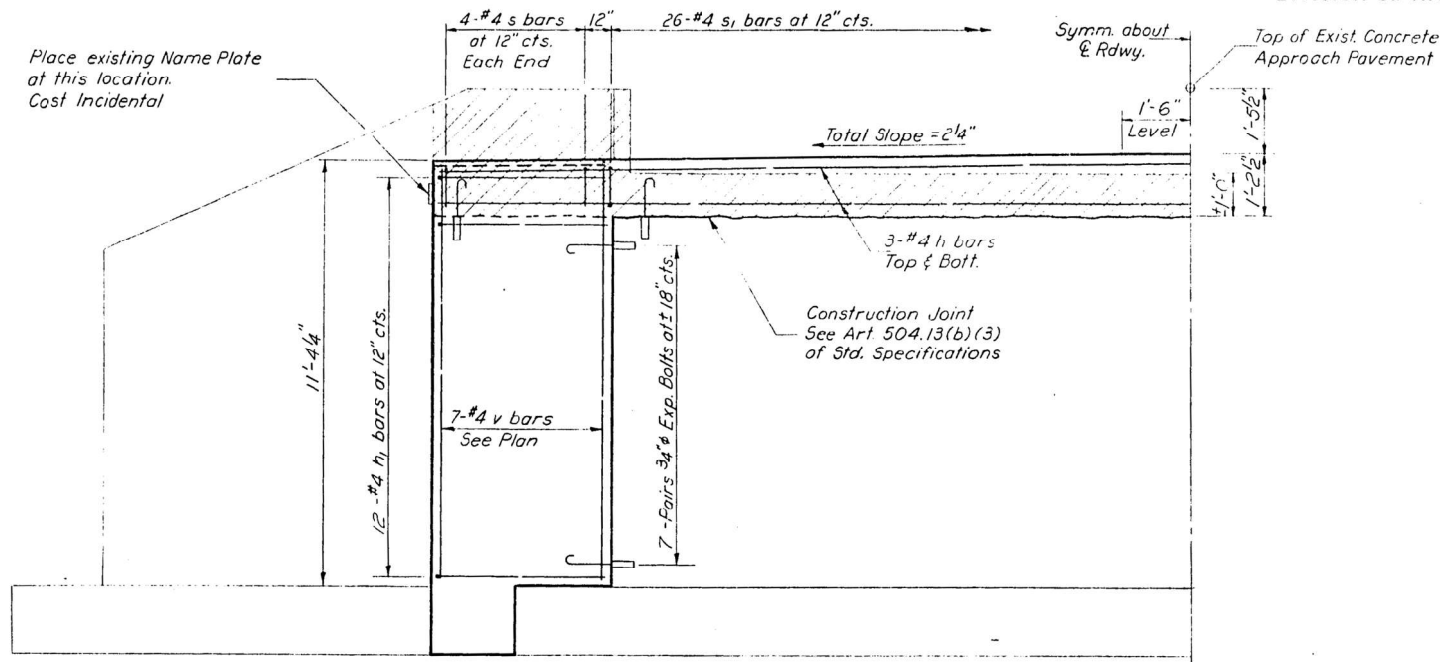 4-#4 s bars
at 12" cts.
Each End
12"
26-#4 s₁ bars at 12" cts.
Symm. about
℄ Rdwy.
Top of Exist. Concrete
Approach Pavement
Place existing Name Plate
at this location.
Cost Incidental
1'-6"
Level
1'-5½"
Total Slope = 2¼"
1'-2½"
±1'-0"
3-#4 h bars
Top & Bott.
Construction Joint
See Art. 504.13(b)(3)
of Std. Specifications
11'-4¼"
12-#4 h₁ bars at 12" cts.
7-#4 v bars
See Plan
7-Pairs ¾"ϕ Exp. Bolts at ± 18" cts.